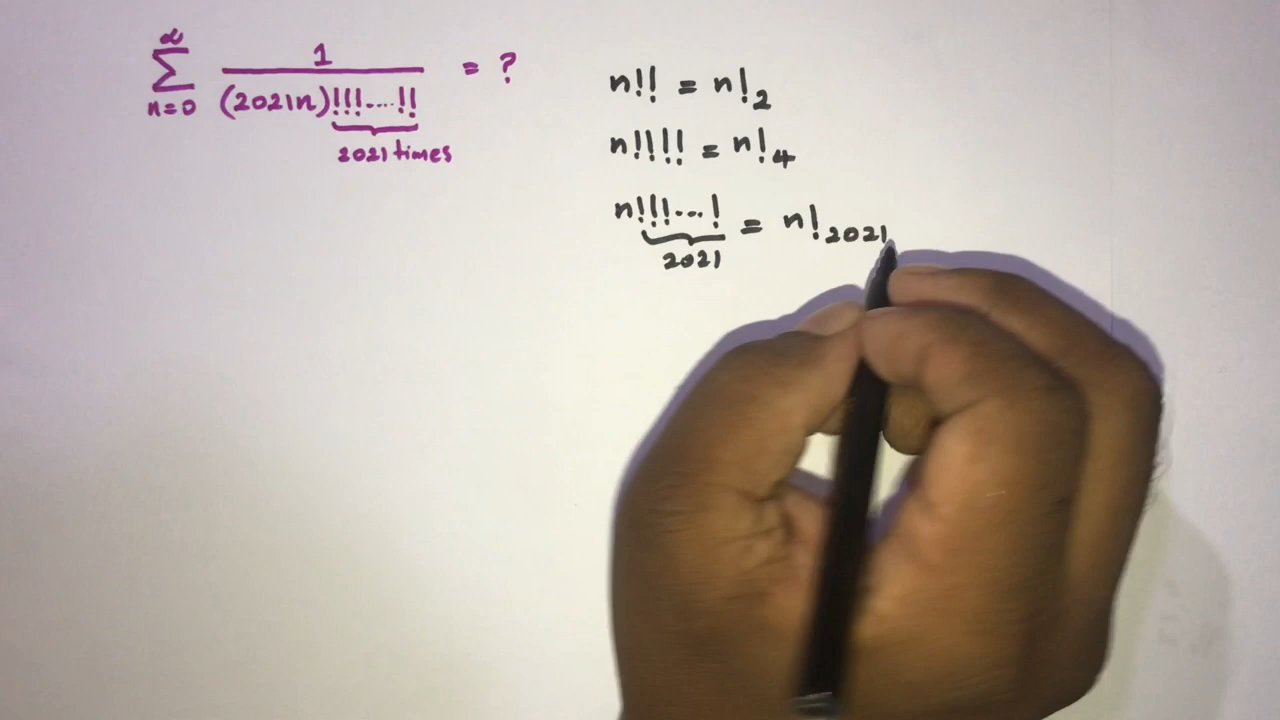 ∞
Σ 1/(2021n)!!!....!! = ?
n=0
2021 times
n!! = n!₂
n!!!! = n!₄
n!!!...! = n!₂₀₂₁
2021